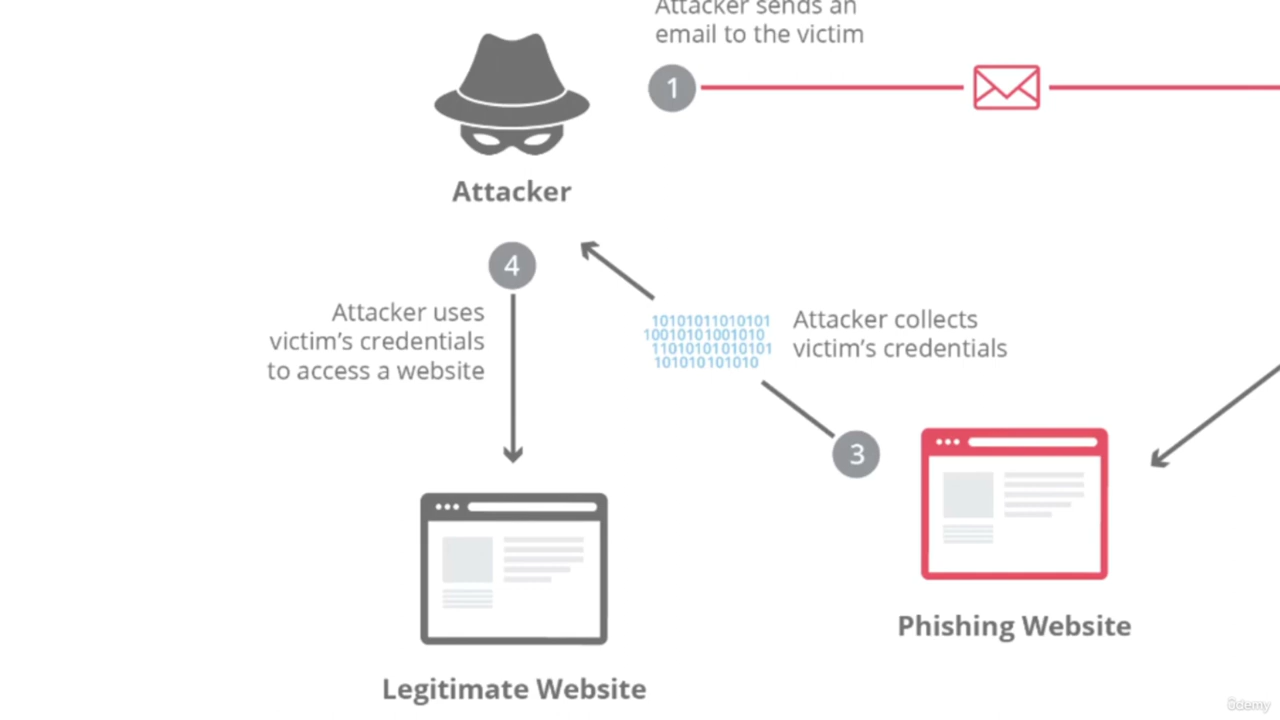 Attacker sends an
email to the victim
1
Attacker
4
Attacker uses
victim's credentials
to access a website
10101011010101
10010101001010
11010101010101
101010101010
Attacker collects
victim's credentials
3
Phishing Website
Legitimate Website
ûdemy